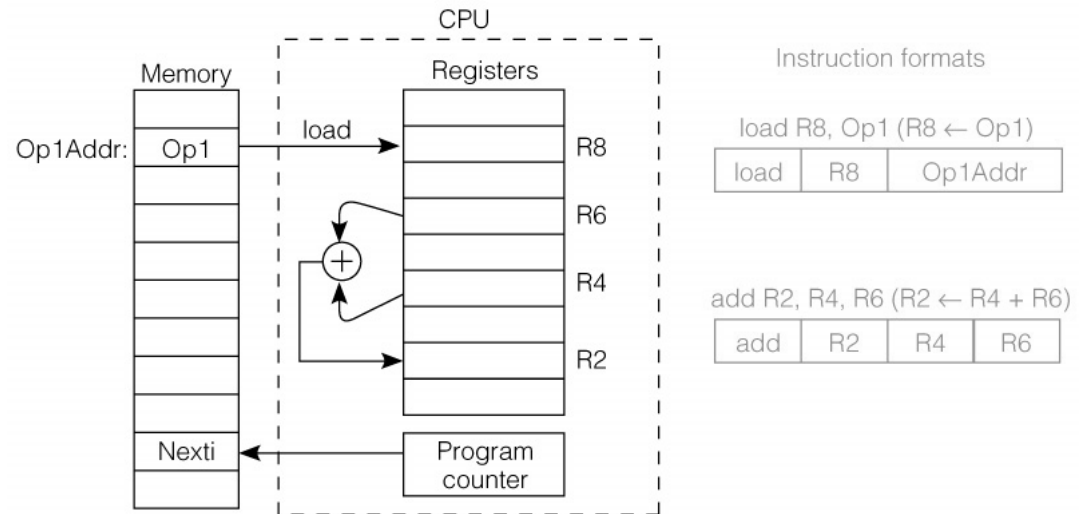 CPU
Memory
Registers
Instruction formats
Op1Addr:
Op1
load
R8
load R8, Op1 (R8 ← Op1)
load R8 Op1Addr
R6
+
R4
add R2, R4, R6 (R2 ← R4 + R6)
add R2 R4 R6
R2
Nexti
Program
counter